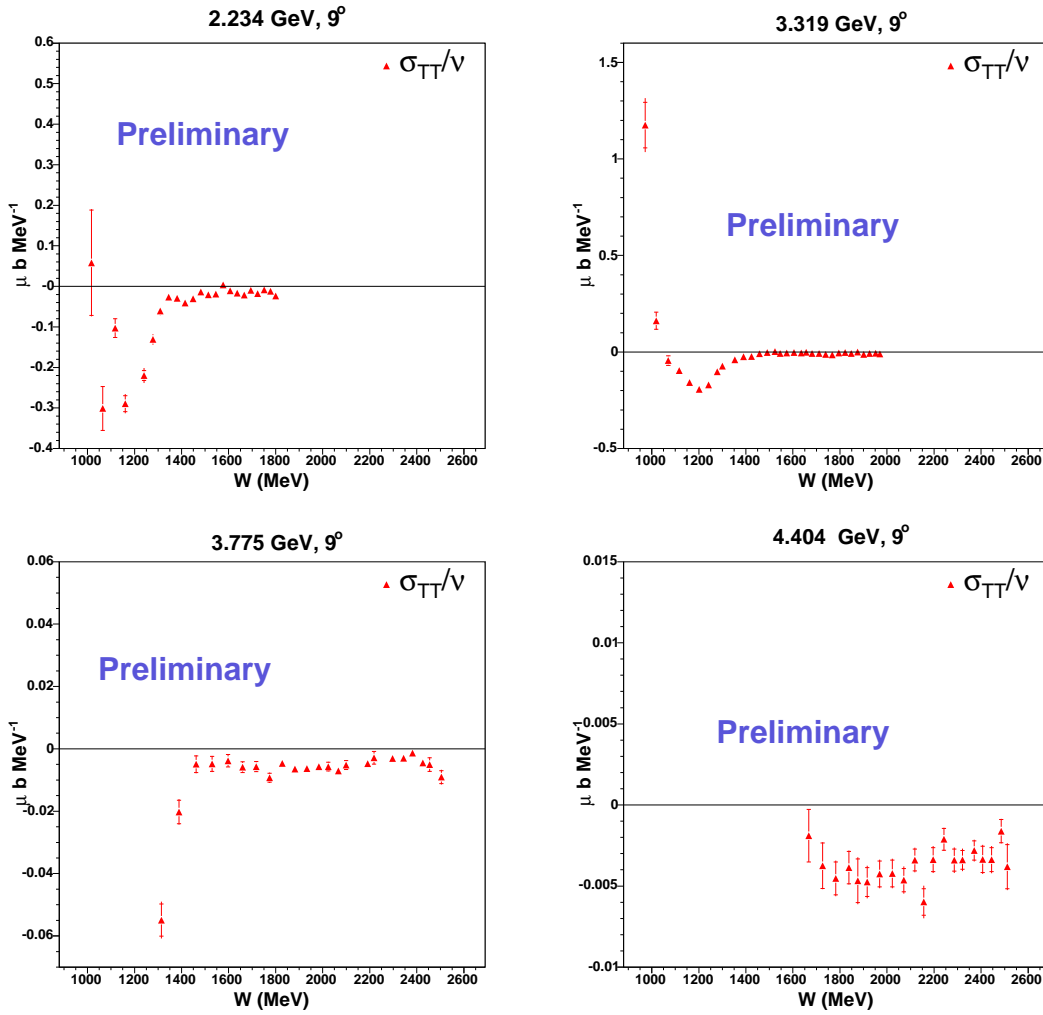 2.234 GeV, 9o
0.6
0.5
0.4
0.3
0.2
0.1
-0
-0.1
-0.2
-0.3
-0.4
μ b MeV-1
σTT/ν
Preliminary
1000 1200 1400 1600 1800 2000 2200 2400 2600
W (MeV)
3.319 GeV, 9o
1.5
1
0.5
0
-0.5
μ b MeV-1
σTT/ν
Preliminary
1000 1200 1400 1600 1800 2000 2200 2400 2600
W (MeV)
3.775 GeV, 9o
0.06
0.04
0.02
0
-0.02
-0.04
-0.06
μ b MeV-1
σTT/ν
Preliminary
1000 1200 1400 1600 1800 2000 2200 2400 2600
W (MeV)
4.404 GeV, 9o
0.015
0.01
0.005
0
-0.005
-0.01
μ b MeV-1
σTT/ν
Preliminary
1000 1200 1400 1600 1800 2000 2200 2400 2600
W (MeV)